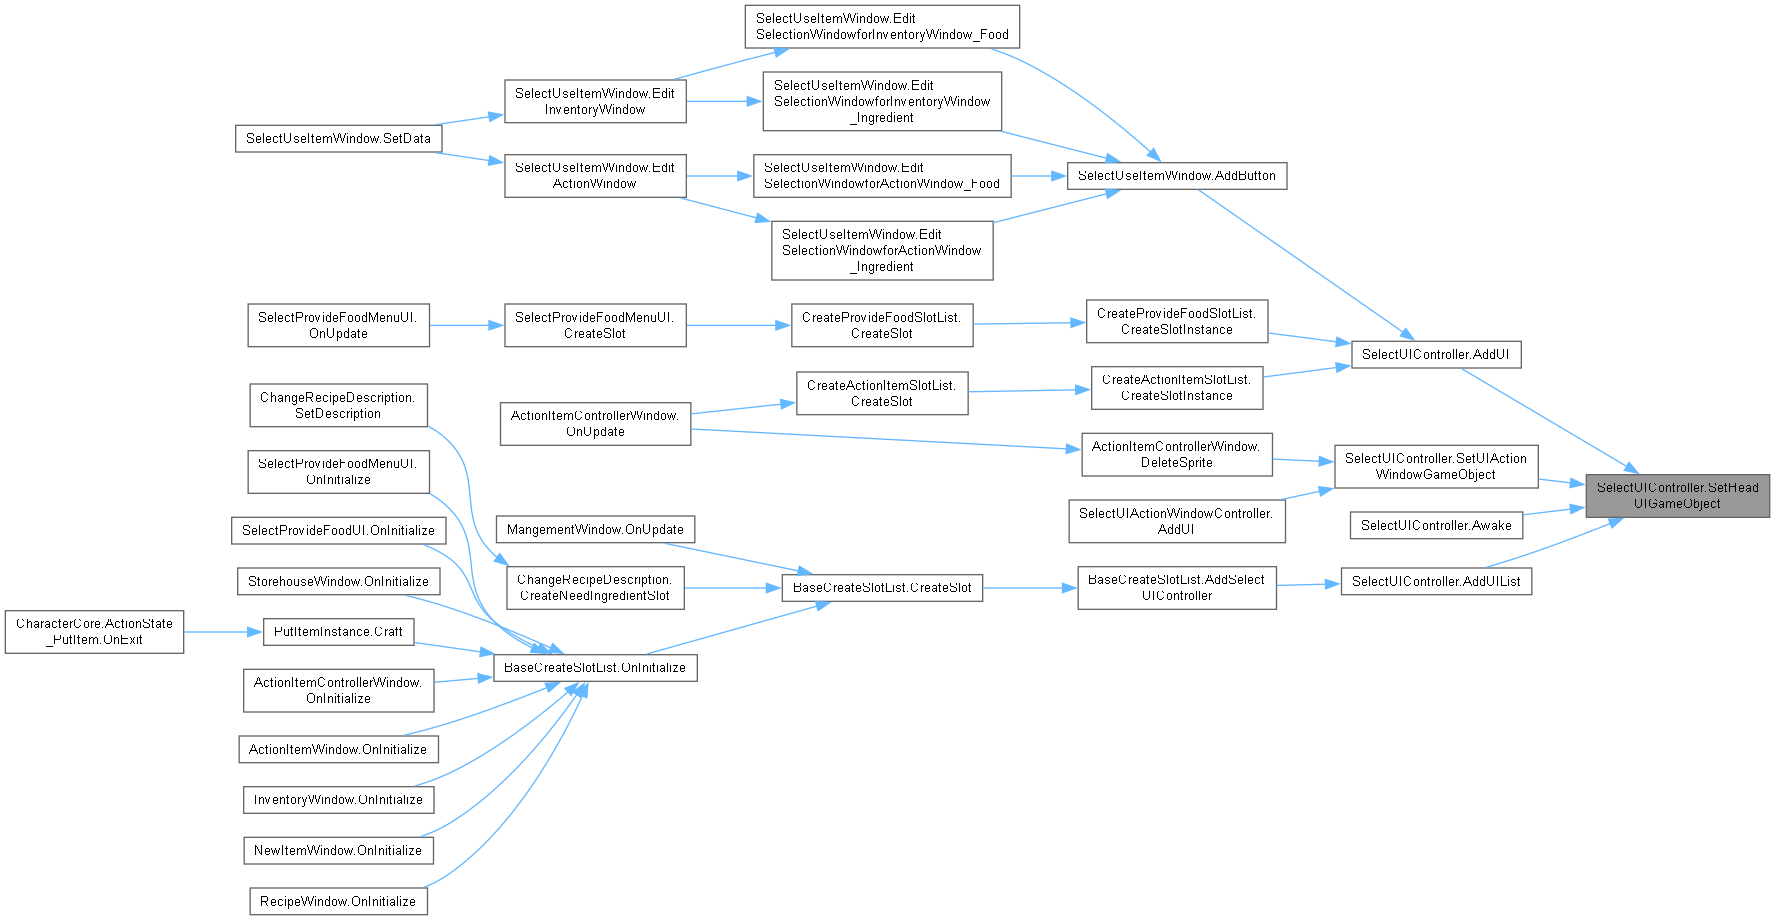 SelectUseItemWindow.Edit
SelectionWindowforInventoryWindow_Food
SelectUseItemWindow.Edit
InventoryWindow
SelectUseItemWindow.Edit
SelectionWindowforInventoryWindow
_Ingredient
SelectUseItemWindow.SetData
SelectUseItemWindow.Edit
ActionWindow
SelectUseItemWindow.Edit
SelectionWindowforActionWindow_Food
SelectUseItemWindow.AddButton
SelectUseItemWindow.Edit
SelectionWindowforActionWindow
_Ingredient
SelectProvideFoodMenuUI.
OnUpdate
SelectProvideFoodMenuUI.
CreateSlot
CreateProvideFoodSlotList.
CreateSlot
CreateProvideFoodSlotList.
CreateSlotInstance
SelectUIController.AddUI
ChangeRecipeDescription.
SetDescription
ActionItemControllerWindow.
OnUpdate
CreateActionItemSlotList.
CreateSlot
CreateActionItemSlotList.
CreateSlotInstance
SelectProvideFoodMenuUI.
OnInitialize
ActionItemControllerWindow.
DeleteSprite
SelectUIController.SetUIAction
WindowGameObject
SelectUIController.SetHead
UIGameObject
SelectProvideFoodUI.OnInitialize
MangementWindow.OnUpdate
SelectUIActionWindowController.
AddUI
SelectUIController.Awake
StorehouseWindow.OnInitialize
ChangeRecipeDescription.
CreateNeedIngredientSlot
BaseCreateSlotList.CreateSlot
BaseCreateSlotList.AddSelect
UIController
SelectUIController.AddUIList
CharacterCore.ActionState
_PutItem.OnExit
PutItemInstance.Craft
BaseCreateSlotList.OnInitialize
ActionItemControllerWindow.
OnInitialize
ActionItemWindow.OnInitialize
InventoryWindow.OnInitialize
NewItemWindow.OnInitialize
RecipeWindow.OnInitialize